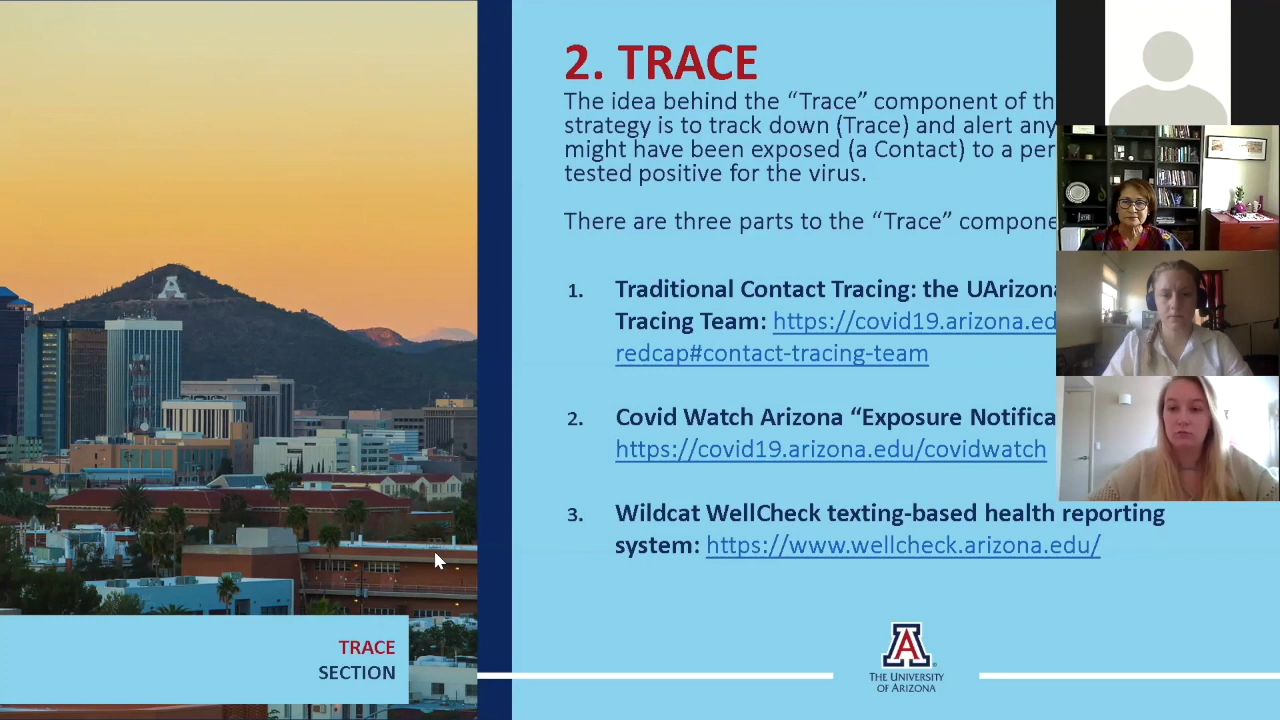 2. TRACE
The idea behind the “Trace” component of th
strategy is to track down (Trace) and alert any
might have been exposed (a Contact) to a per
tested positive for the virus.
There are three parts to the “Trace” compone
1. Traditional Contact Tracing: the UArizona
Tracing Team: https://covid19.arizona.ed
redcap#contact-tracing-team
2. Covid Watch Arizona “Exposure Notifica
https://covid19.arizona.edu/covidwatch
3. Wildcat WellCheck texting-based health reporting
system: https://www.wellcheck.arizona.edu/
TRACE
SECTION
A
A
THE UNIVERSITY
OF ARIZONA